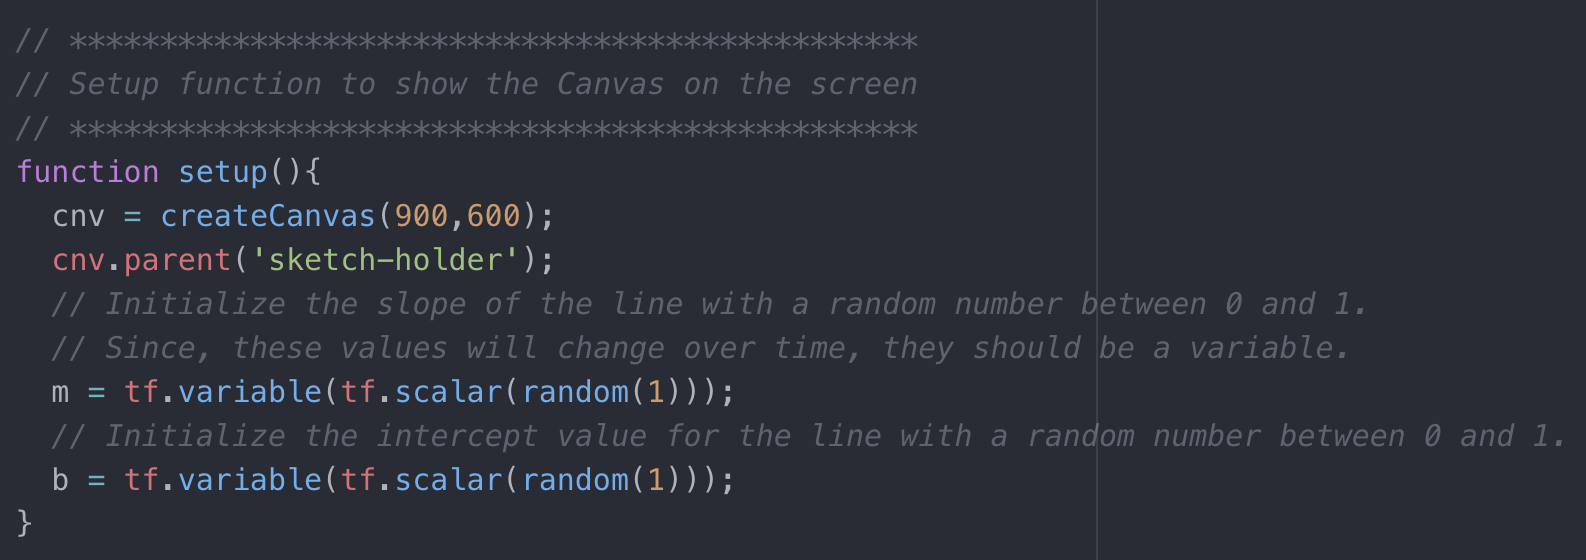 // ***********************************************
// Setup function to show the Canvas on the screen
// ***********************************************
function setup(){
  cnv = createCanvas(900,600);
  cnv.parent('sketch-holder');
  // Initialize the slope of the line with a random number between 0 and 1.
  // Since, these values will change over time, they should be a variable.
  m = tf.variable(tf.scalar(random(1)));
  // Initialize the intercept value for the line with a random number between 0 and 1.
  b = tf.variable(tf.scalar(random(1)));
}